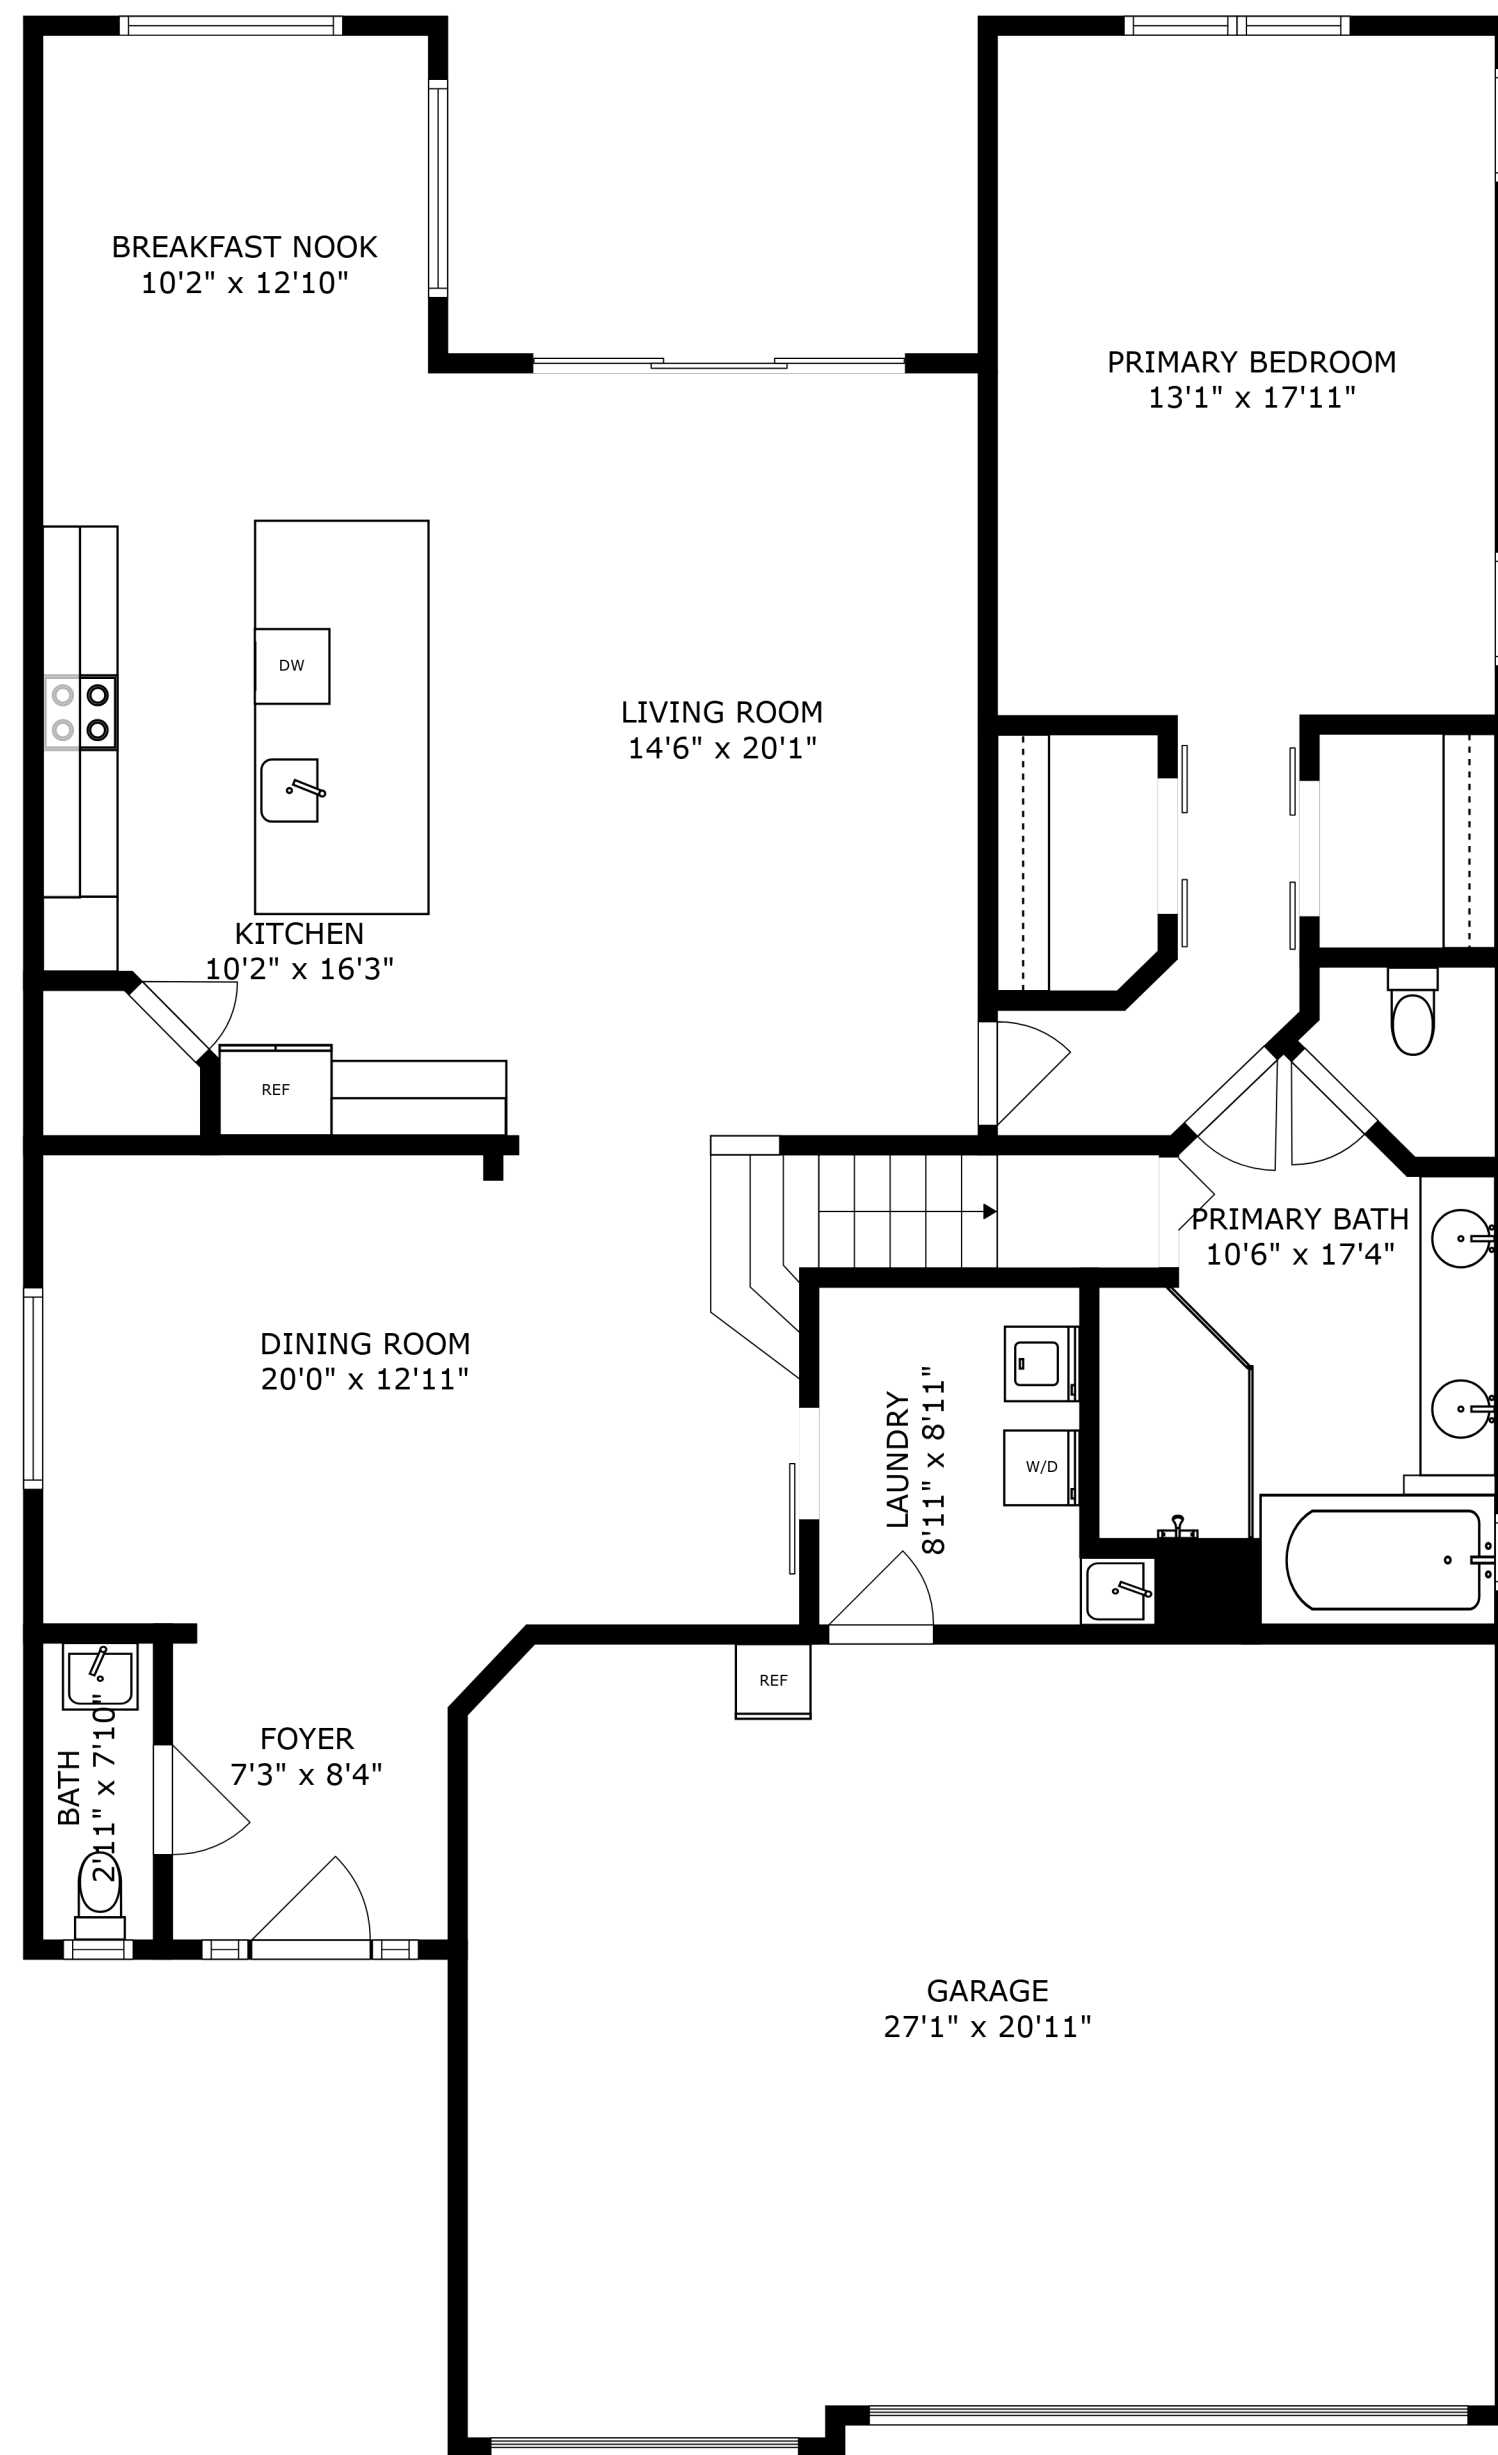 BREAKFAST NOOK
10'2" x 12'10"
PRIMARY BEDROOM
13'1" x 17'11"
DW
LIVING ROOM
14'6" x 20'1"
KITCHEN
10'2" x 16'3"
REF
PRIMARY BATH
10'6" x 17'4"
DINING ROOM
20'0" x 12'11"
LAUNDRY
8'11" x 8'11"
W/D
REF
BATH
2'11" x 7'10"
FOYER
7'3" x 8'4"
GARAGE
27'1" x 20'11"